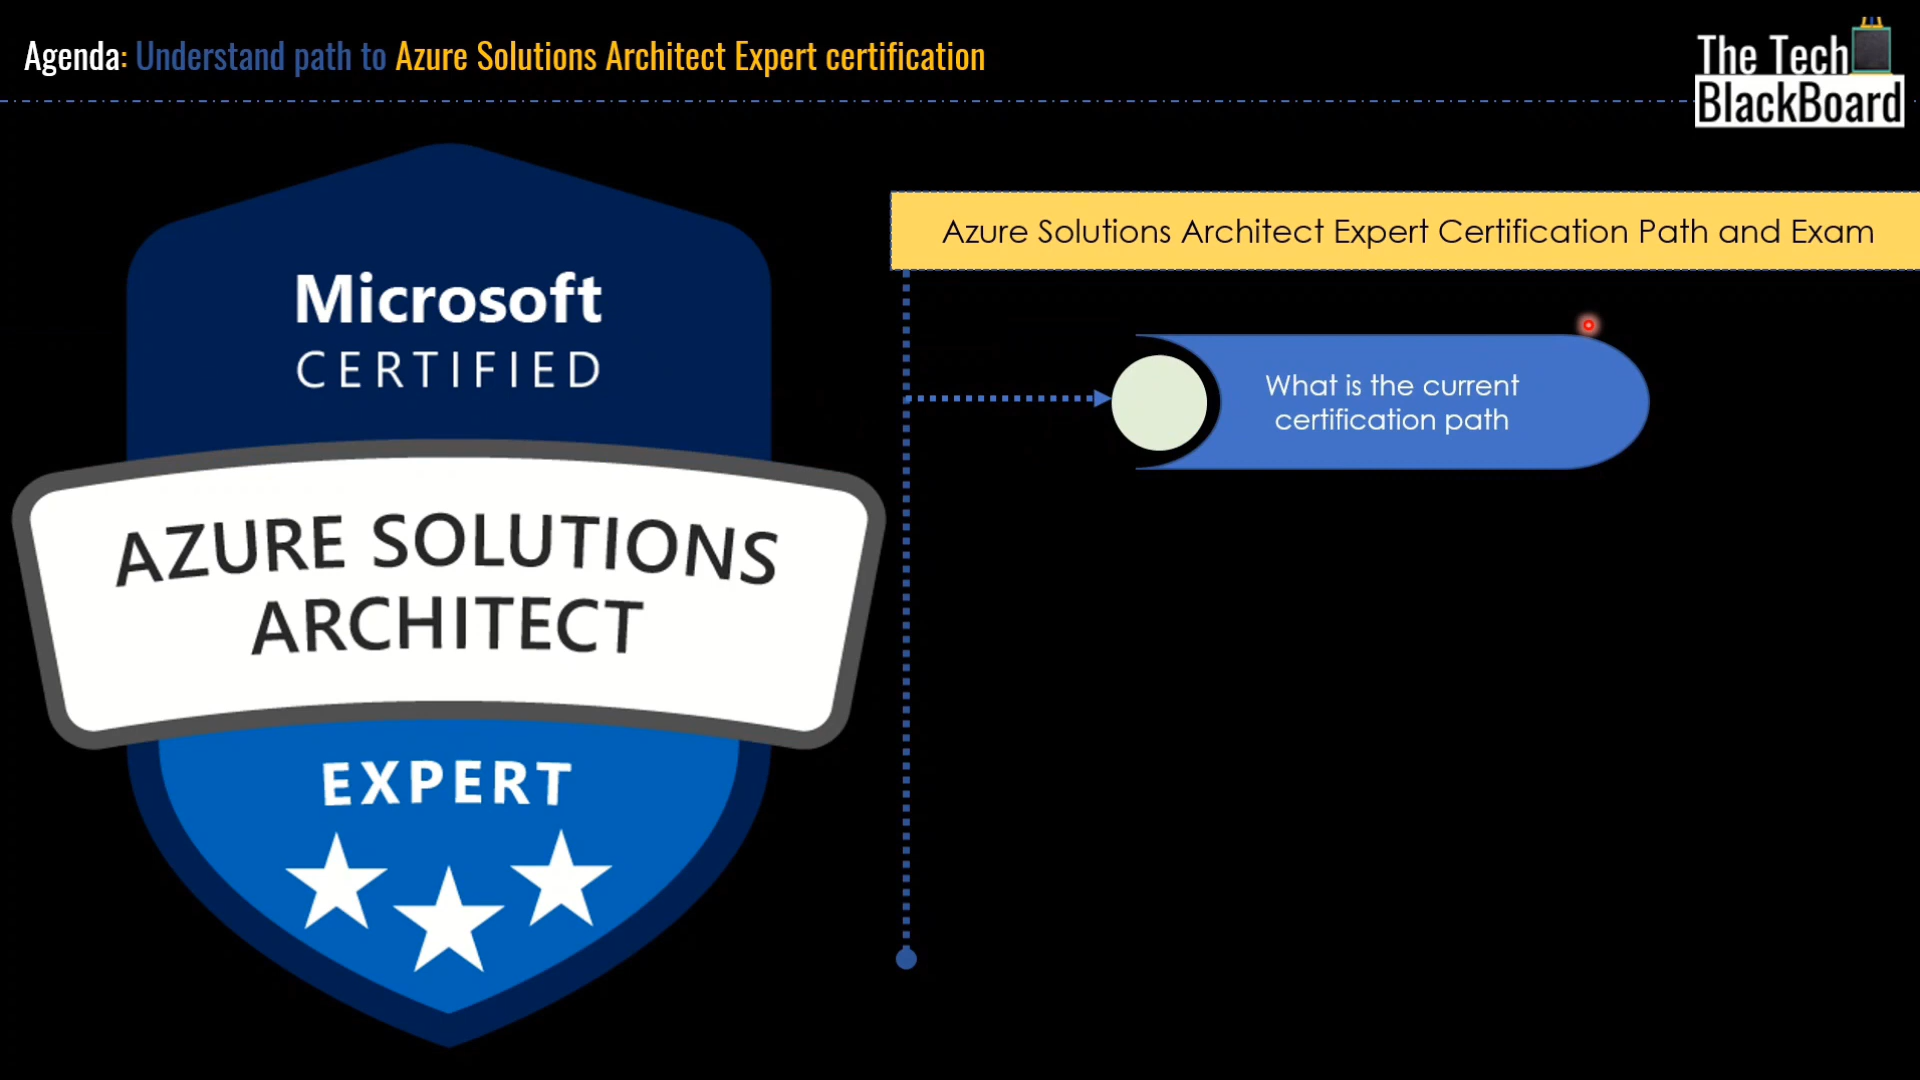 Agenda: Understand path to Azure Solutions Architect Expert certification
The Tech
BlackBoard
Microsoft
CERTIFIED
AZURE SOLUTIONS
ARCHITECT
EXPERT
Azure Solutions Architect Expert Certification Path and Exam
What is the current
certification path